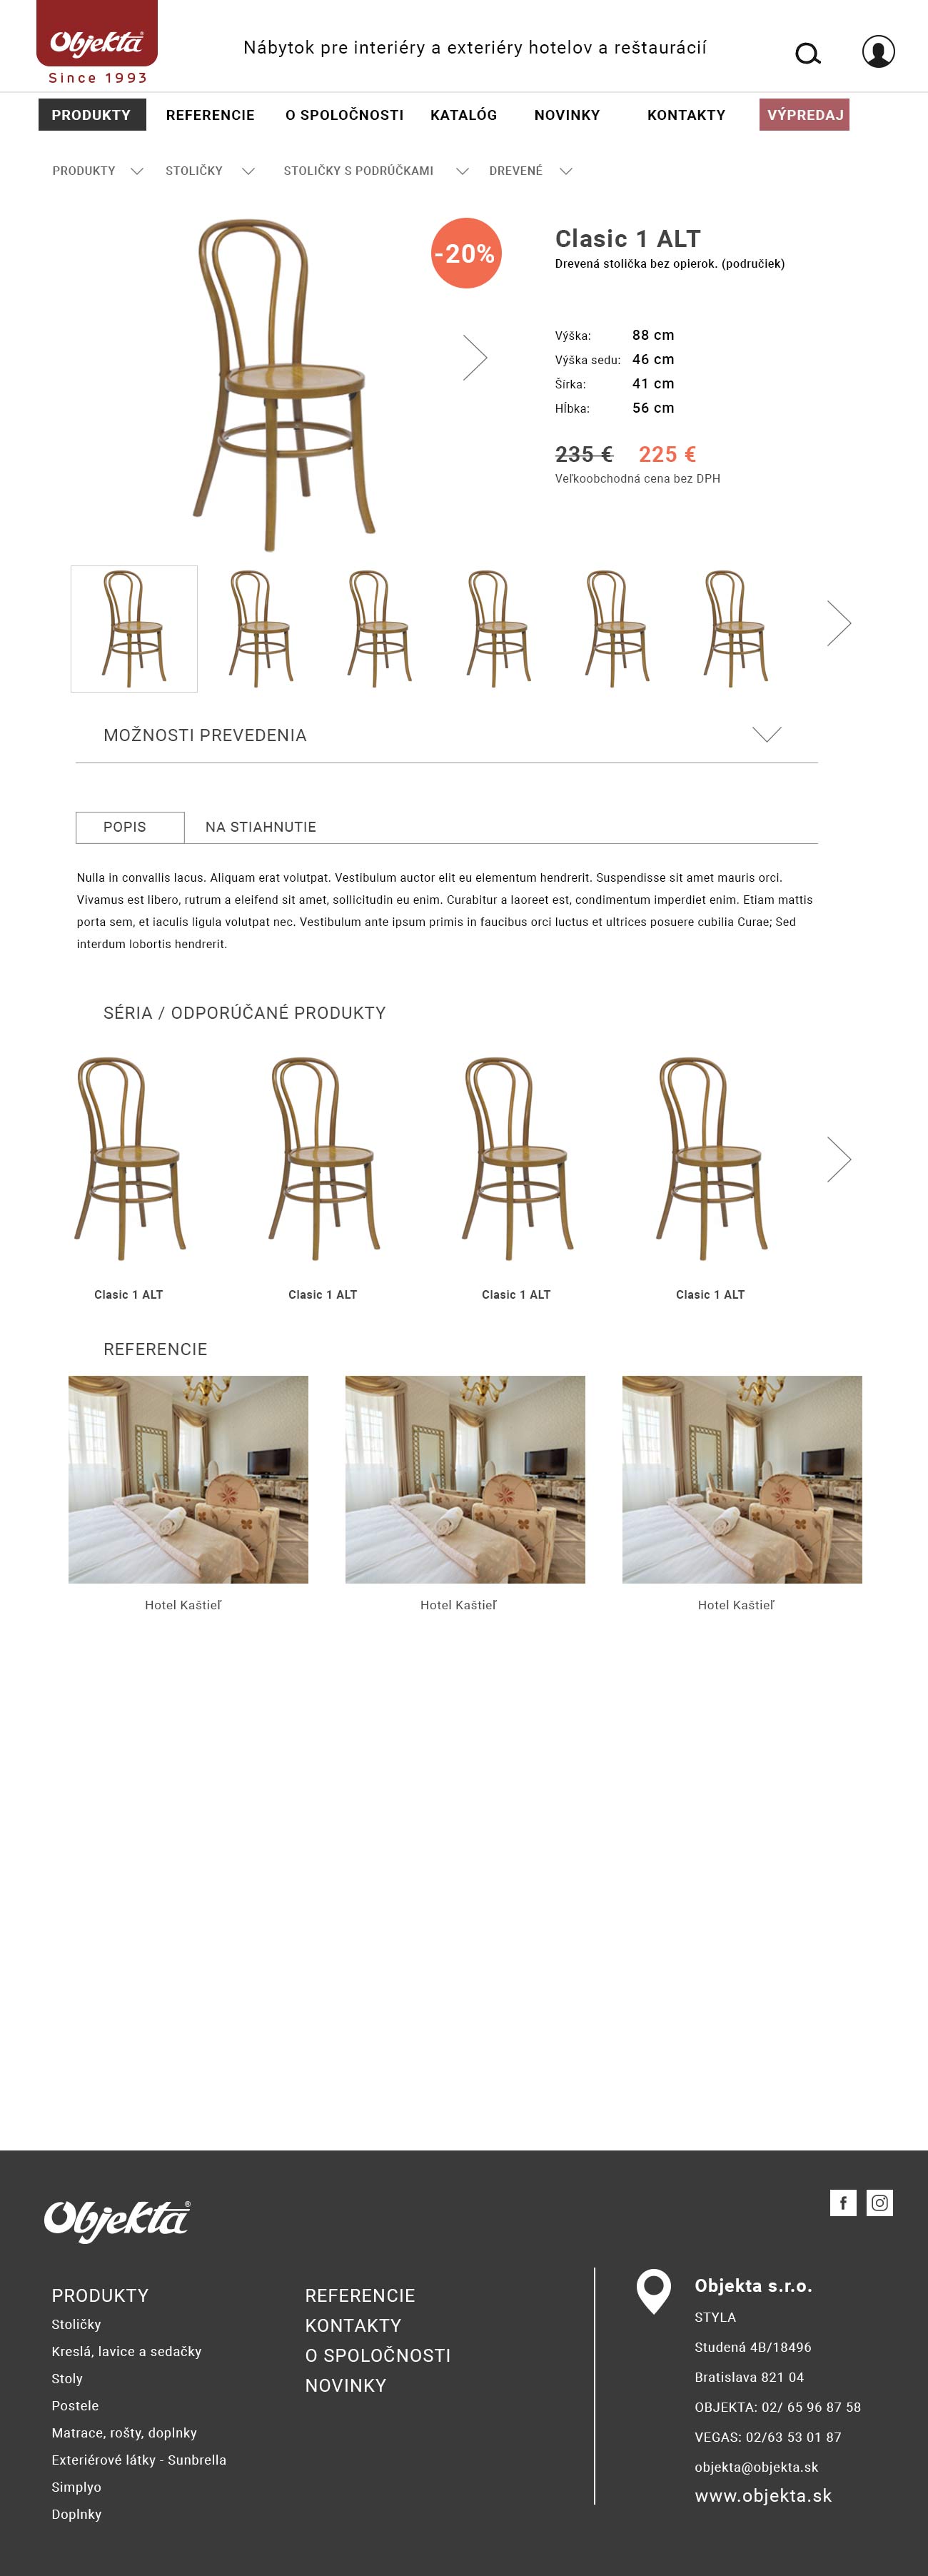 Objekta®
Since 1993
Nábytok pre interiéry a exteriéry hotelov a reštaurácií
PRODUKTY REFERENCIE O SPOLOČNOSTI KATALÓG NOVINKY KONTAKTY VÝPREDAJ
PRODUKTY STOLIČKY STOLIČKY S PODRÚČKAMI DREVENÉ
-20%
Clasic 1 ALT
Drevená stolička bez opierok. (područiek)
Výška: 88 cm
Výška sedu: 46 cm
Šírka: 41 cm
Hĺbka: 56 cm
235 € 225 €
Veľkoobchodná cena bez DPH
MOŽNOSTI PREVEDENIA
POPIS NA STIAHNUTIE
Nulla in convallis lacus. Aliquam erat volutpat. Vestibulum auctor elit eu elementum hendrerit. Suspendisse sit amet mauris orci.
Vivamus est libero, rutrum a eleifend sit amet, sollicitudin eu enim. Curabitur a laoreet est, condimentum imperdiet enim. Etiam mattis
porta sem, et iaculis ligula volutpat nec. Vestibulum ante ipsum primis in faucibus orci luctus et ultrices posuere cubilia Curae; Sed
interdum lobortis hendrerit.
SÉRIA / ODPORÚČANÉ PRODUKTY
Clasic 1 ALT Clasic 1 ALT Clasic 1 ALT Clasic 1 ALT
REFERENCIE
Hotel Kaštieľ Hotel Kaštieľ Hotel Kaštieľ
Objekta®
PRODUKTY
Stoličky
Kreslá, lavice a sedačky
Stoly
Postele
Matrace, rošty, doplnky
Exteriérové látky - Sunbrella
Simplyo
Doplnky
REFERENCIE
KONTAKTY
O SPOLOČNOSTI
NOVINKY
Objekta s.r.o.
STYLA
Studená 4B/18496
Bratislava 821 04
OBJEKTA: 02/ 65 96 87 58
VEGAS: 02/63 53 01 87
objekta@objekta.sk
www.objekta.sk